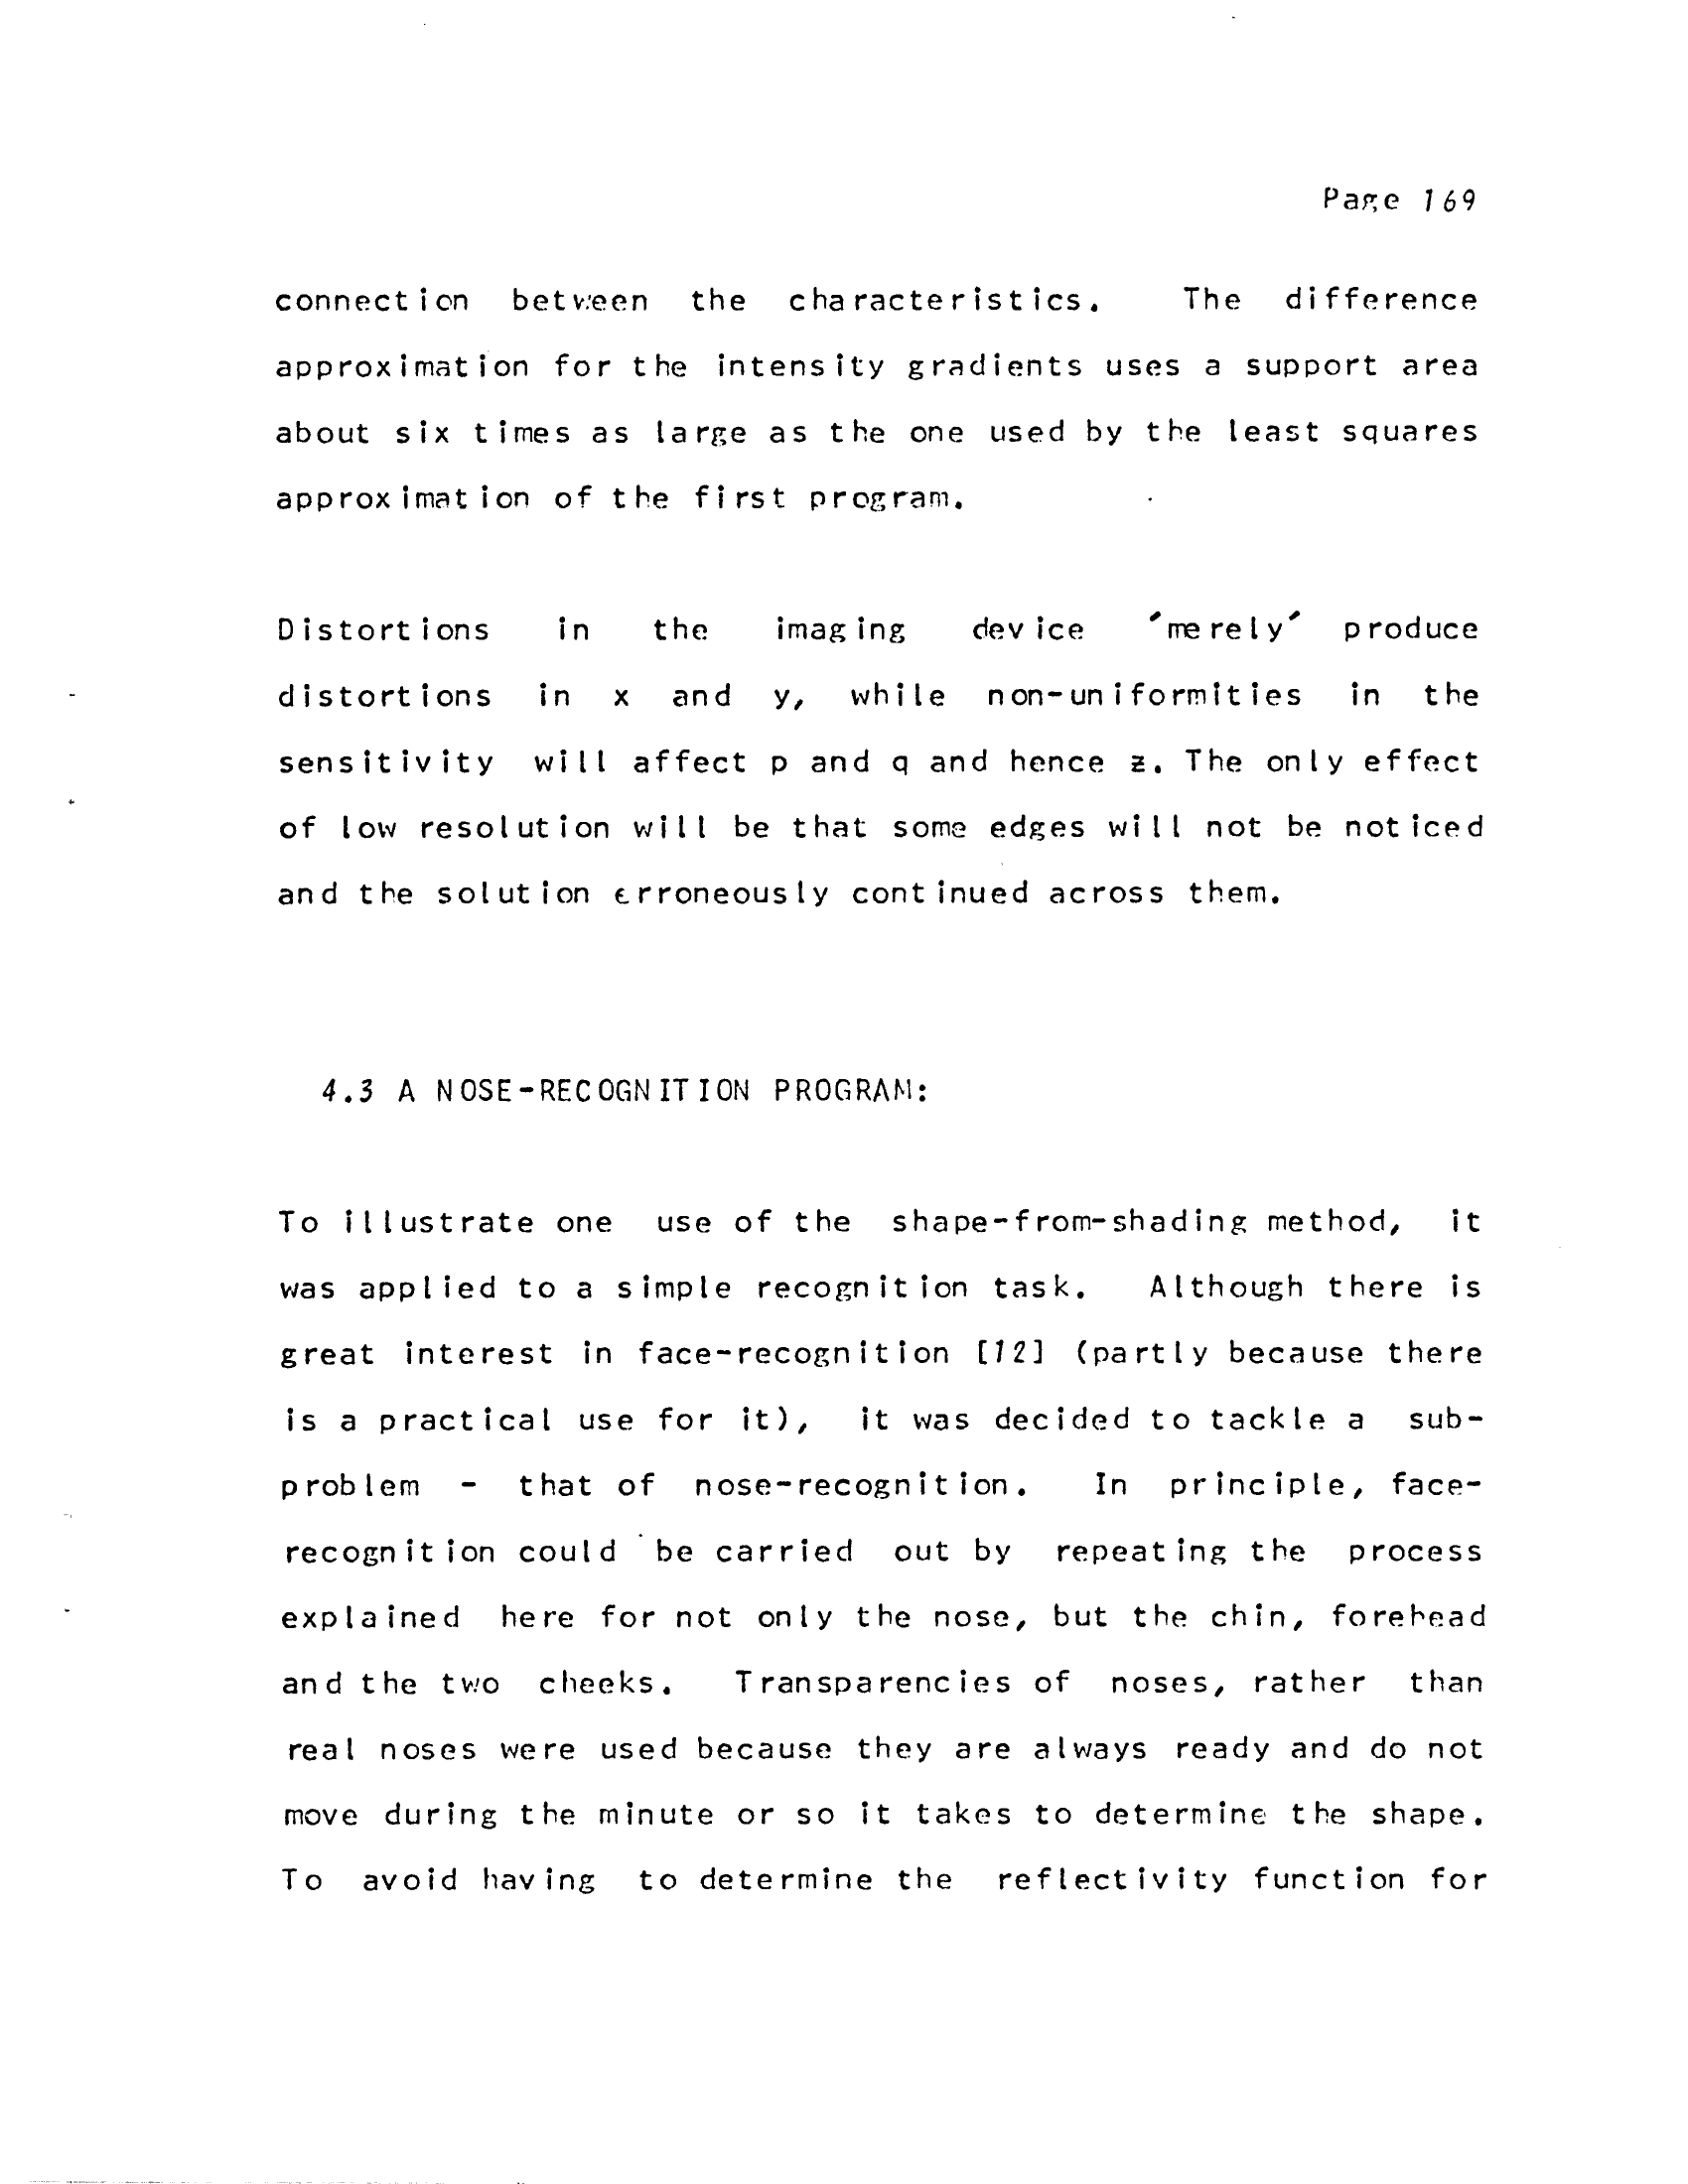 Page 169
connection between the characteristics. The difference
approximation for the intensity gradients uses a support area
about six times as large as the one used by the least squares
approximation of the first program.
Distortions in the imaging device 'merely' produce
distortions in x and y, while non-uniformities in the
sensitivity will affect p and q and hence z. The only effect
of low resolution will be that some edges will not be noticed
and the solution erroneously continued across them.
4.3 A NOSE-RECOGNITION PROGRAM:
To illustrate one use of the shape-from-shading method, it
was applied to a simple recognition task. Although there is
great interest in face-recognition [12] (partly because there
is a practical use for it), it was decided to tackle a sub-
problem - that of nose-recognition. In principle, face-
recognition could be carried out by repeating the process
explained here for not only the nose, but the chin, forehead
and the two cheeks. Transparencies of noses, rather than
real noses were used because they are always ready and do not
move during the minute or so it takes to determine the shape.
To avoid having to determine the reflectivity function for